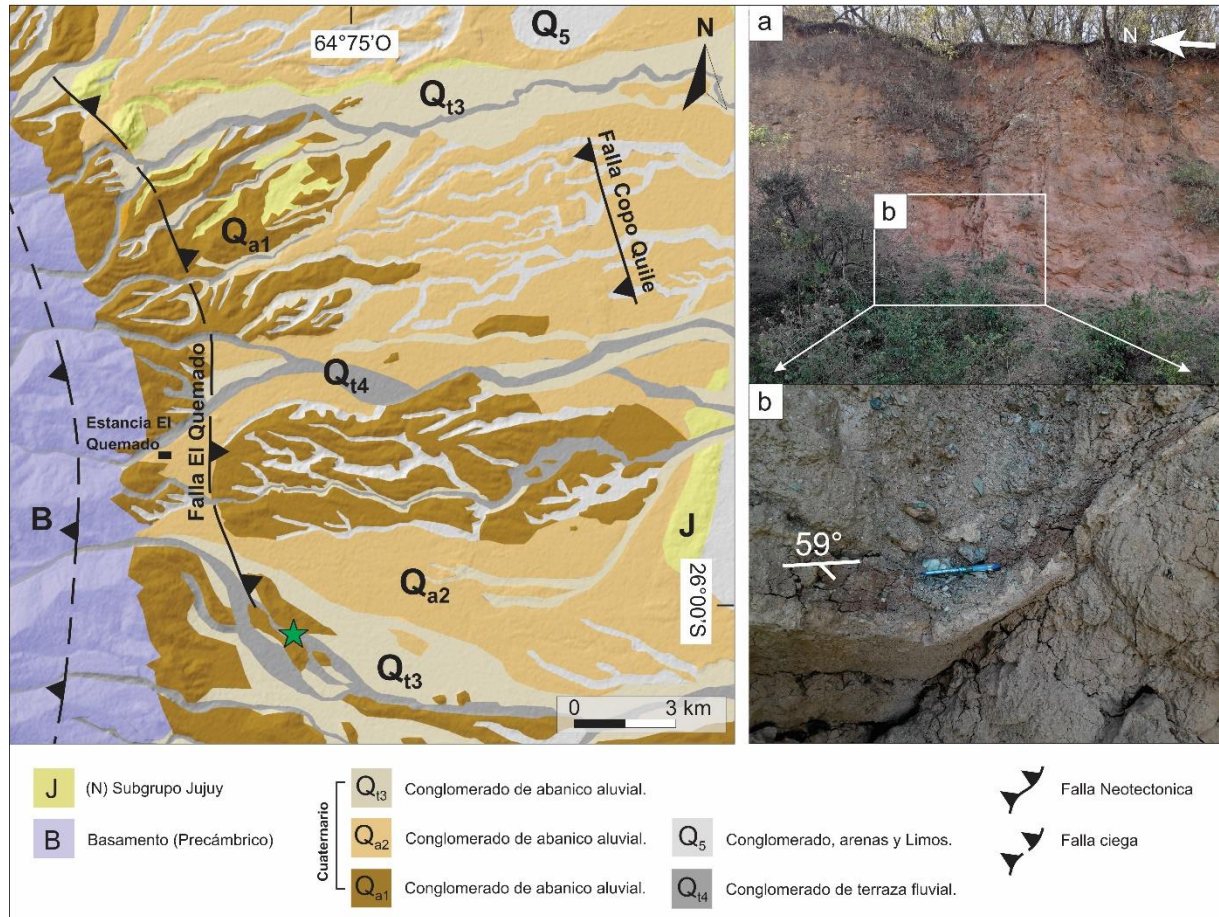 64°75'O
Q5
N
Qt3
Falla Copo Quile
Qa1
Qt4
Falla El Quemado
Estancia El
Quemado
B
J
26°00'S
Qa2
Qt3
0 3 km
a
N
b
b
59°
J (N) Subgrupo Jujuy
B Basamento (Precámbrico)
Cuaternario
Qt3 Conglomerado de abanico aluvial.
Qa2 Conglomerado de abanico aluvial.
Qa1 Conglomerado de abanico aluvial.
Q5 Conglomerado, arenas y Limos.
Qt4 Conglomerado de terraza fluvial.
Falla Neotectonica
Falla ciega